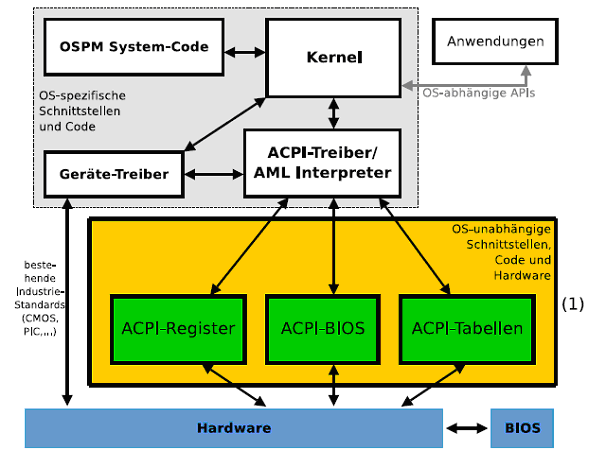 OSPM System-Code
Kernel
Anwendungen
OS-abhängige APIs
OS-spezifische
Schnittstellen
und Code
Geräte-Treiber
ACPI-Treiber/
AML Interpreter
OS-unabhängige
Schnittstellen,
Code und
Hardware
beste-
hende
Industrie-
Standards
(CMOS,
PIC,...)
ACPI-Register
ACPI-BIOS
ACPI-Tabellen
(1)
Hardware
BIOS